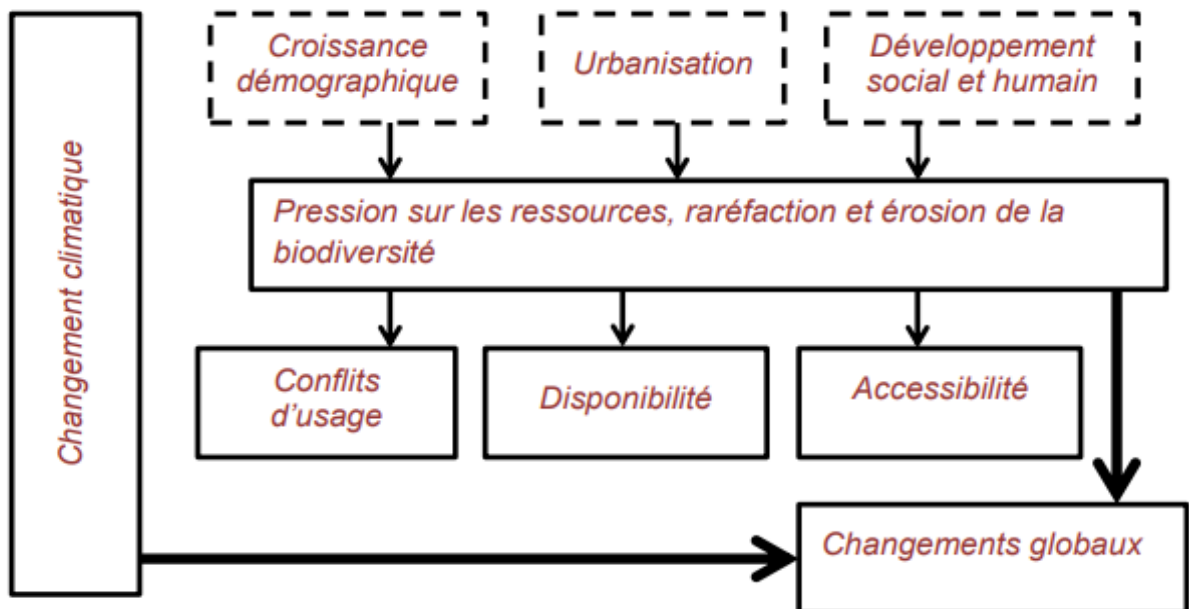 Changement climatique
Croissance
démographique
Urbanisation
Développement
social et humain
Pression sur les ressources, raréfaction et érosion de la
biodiversité
Conflits
d’usage
Disponibilité
Accessibilité
Changements globaux